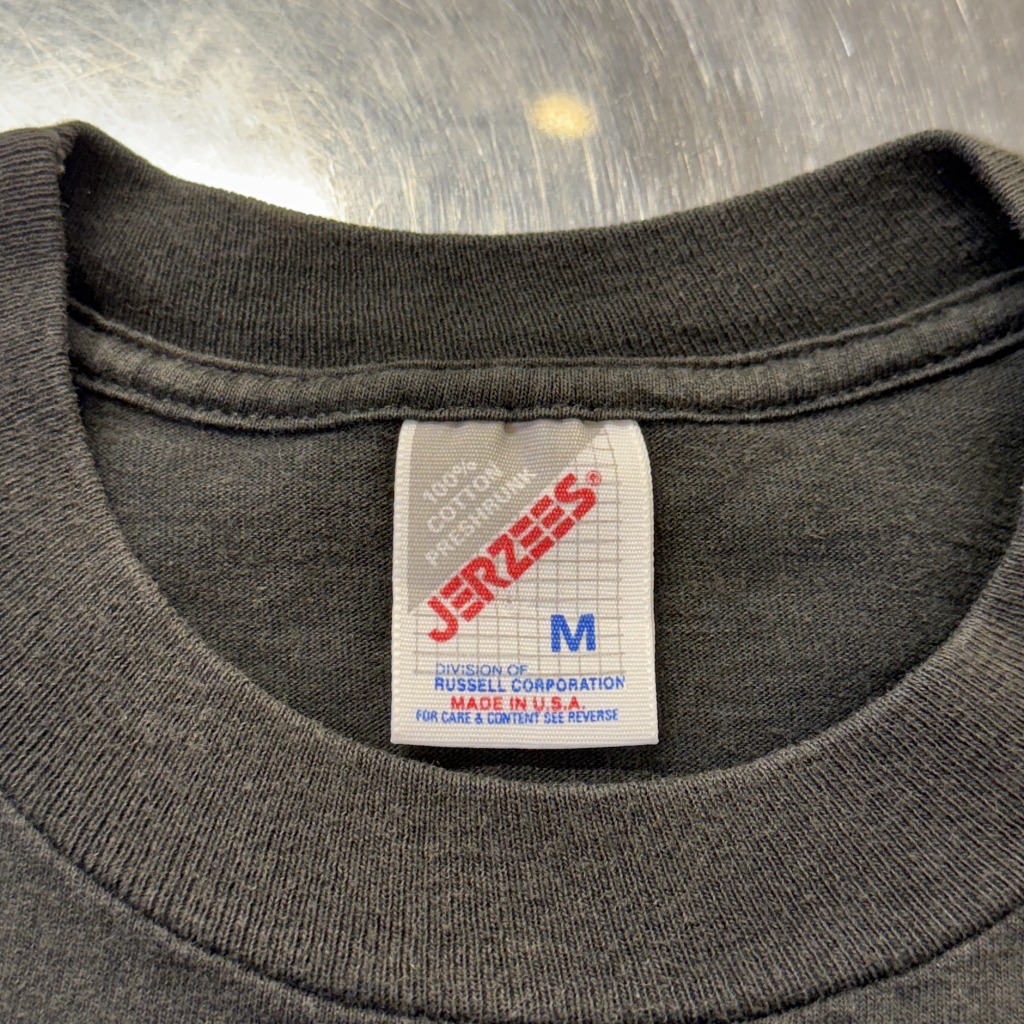 100%
COTTON
PRESHRUNK
JERZEES®
M
DIVISION OF
RUSSELL CORPORATION
MADE IN U.S.A.
FOR CARE & CONTENT SEE REVERSE